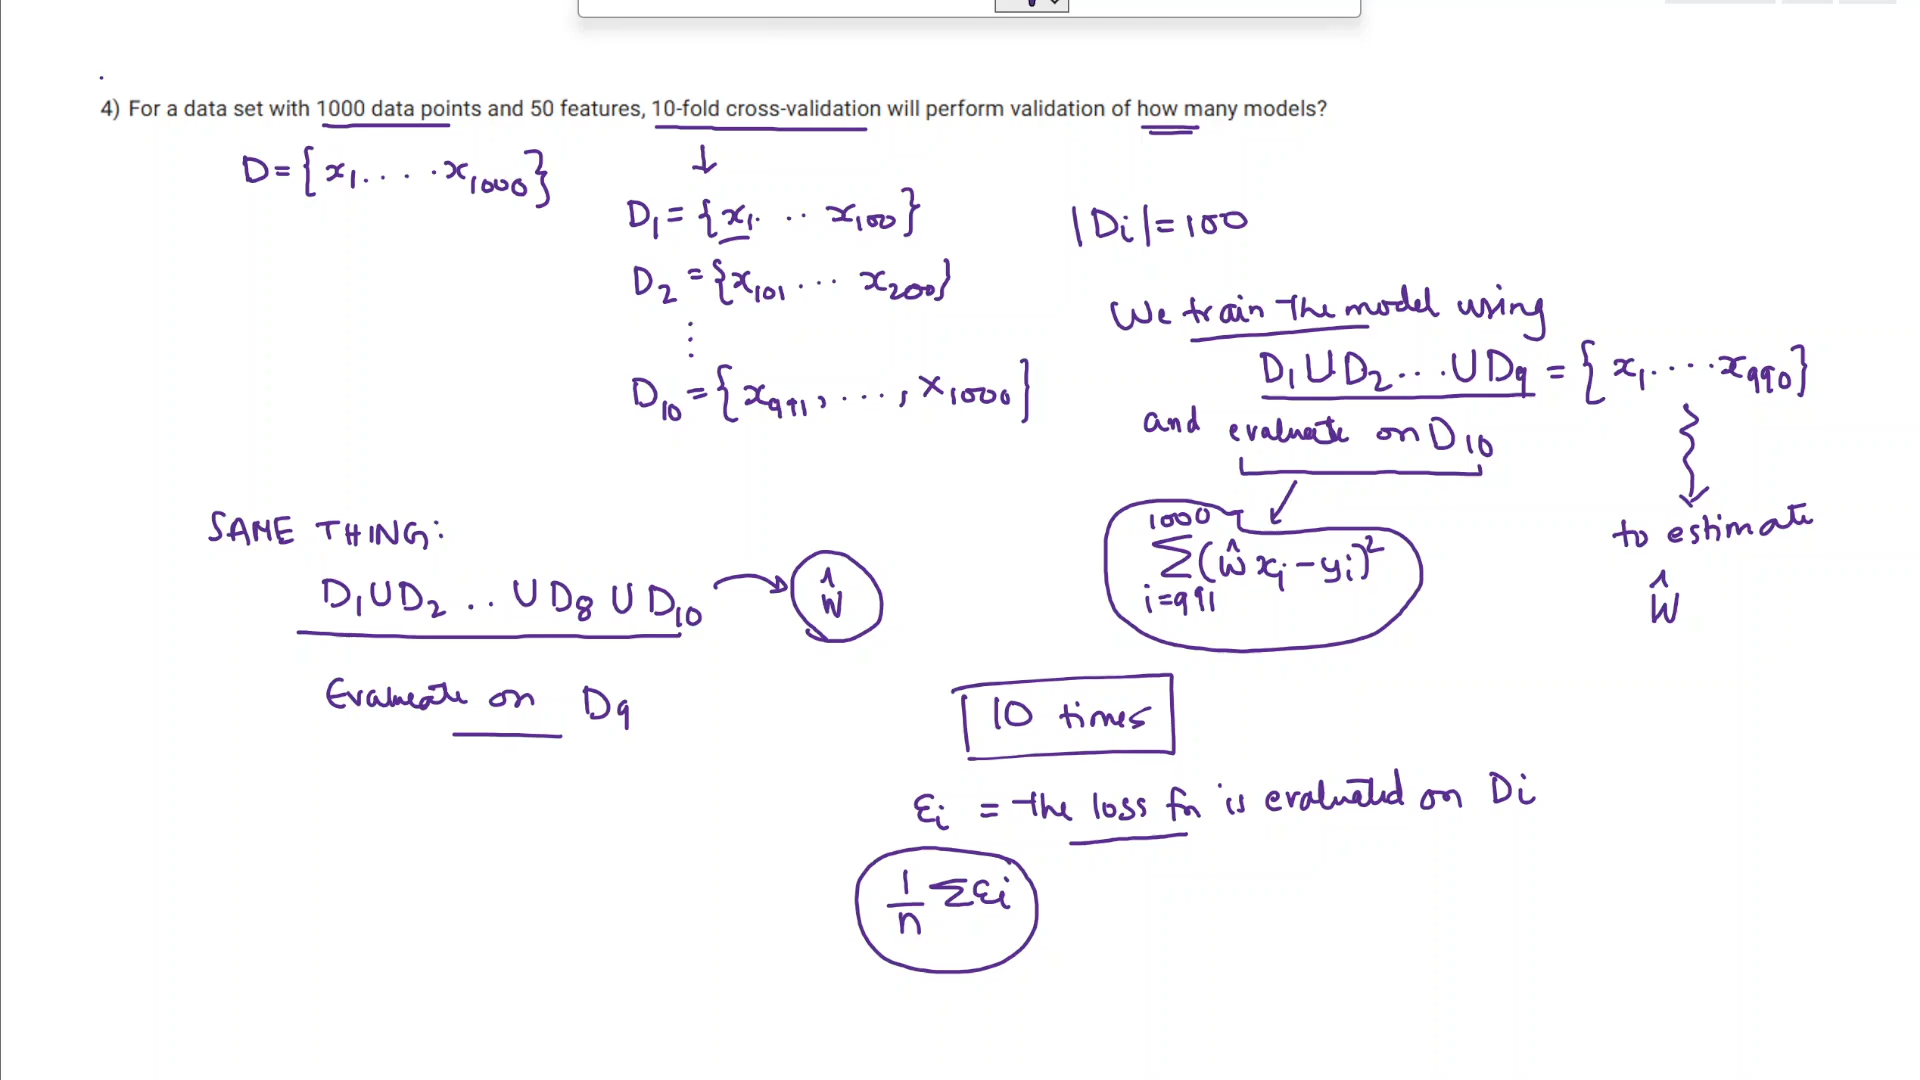 4) For a data set with 1000 data points and 50 features, 10-fold cross-validation will perform validation of how many models?
D = {x₁. . . . x₁₀₀₀}
D₁ = {x₁. .. x₁₀₀}
|Di| = 100
D₂ = {x₁₀₁ ... x₂₀₀}
⋮
D₁₀ = {x₉₉₁, ..., x₁₀₀₀}
We train the model using
D₁ U D₂ ... U D₉ = {x₁. . . . x₉₉₀}
and evaluate on D₁₀
to estimate
ŵ
1000
Σ(ŵ xᵢ - yᵢ)²
i=991
SAME THING:
D₁ U D₂ .. U D₈ U D₁₀
ŵ
Evaluate on D₉
10 times
εᵢ = the loss fn is evaluated on Di
1/n Σεi